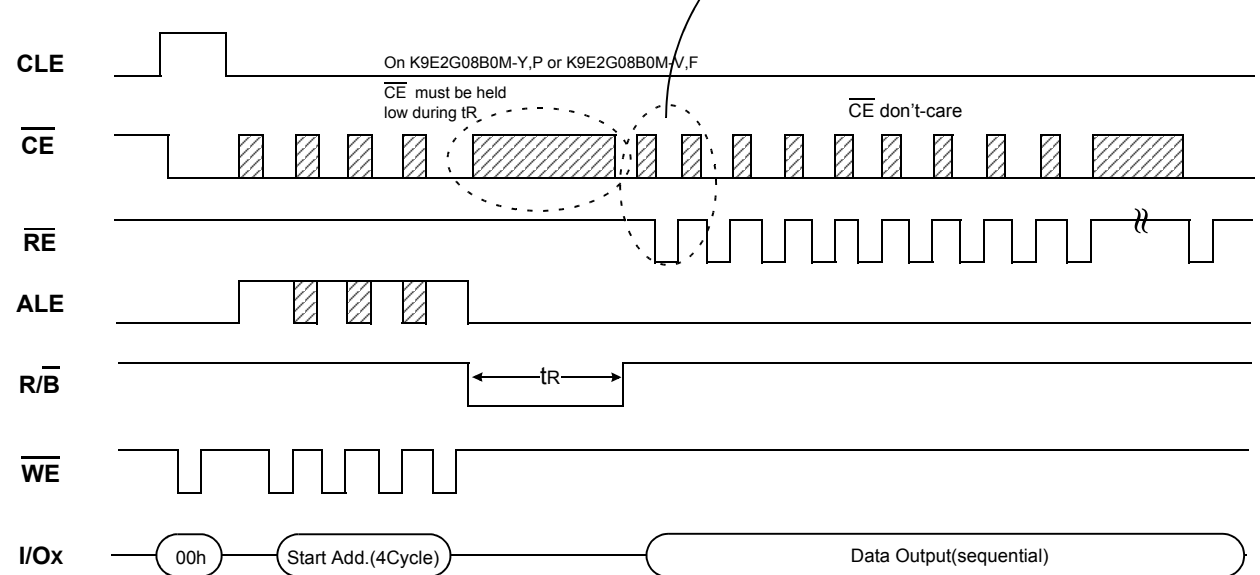 CLE
On K9E2G08B0M-Y,P or K9E2G08B0M-V,F
CE must be held
low during tR
CE don't-care
CE
RE
ALE
R/B
tR
WE
I/Ox
00h
Start Add.(4Cycle)
Data Output(sequential)